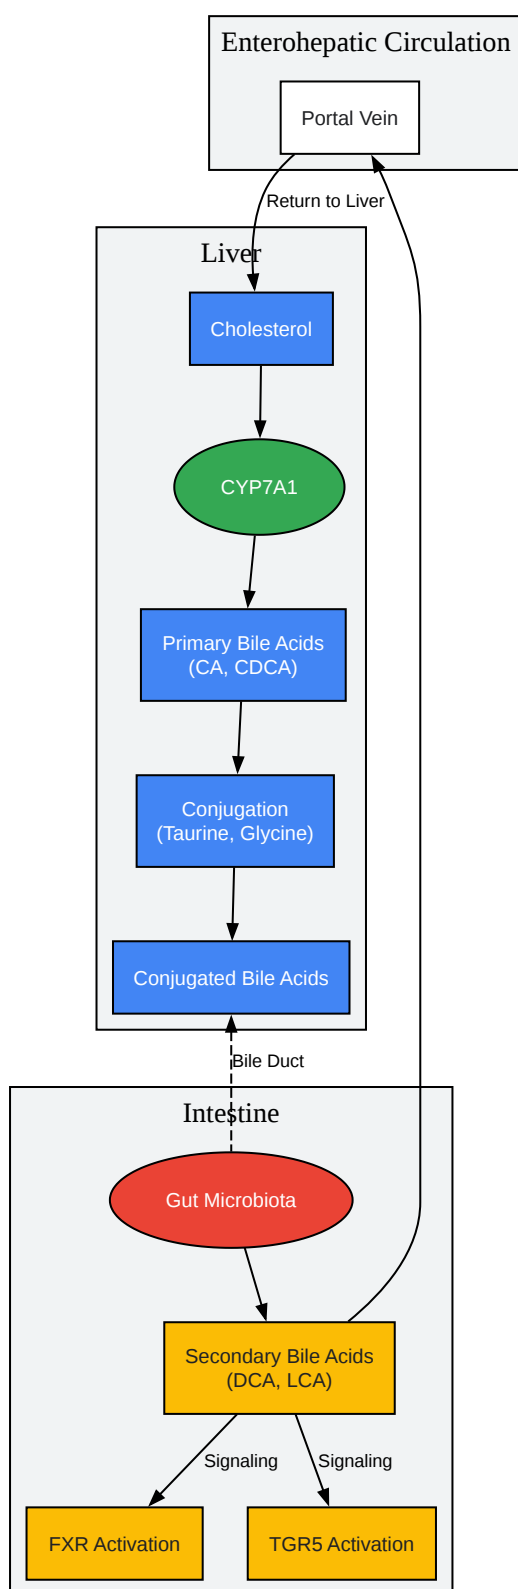 Enterohepatic Circulation
Portal Vein
Return to Liver
Liver
Cholesterol
CYP7A1
Primary Bile Acids
(CA, CDCA)
Conjugation
(Taurine, Glycine)
Conjugated Bile Acids
Bile Duct
Intestine
Gut Microbiota
Secondary Bile Acids
(DCA, LCA)
Signaling
Signaling
FXR Activation
TGR5 Activation